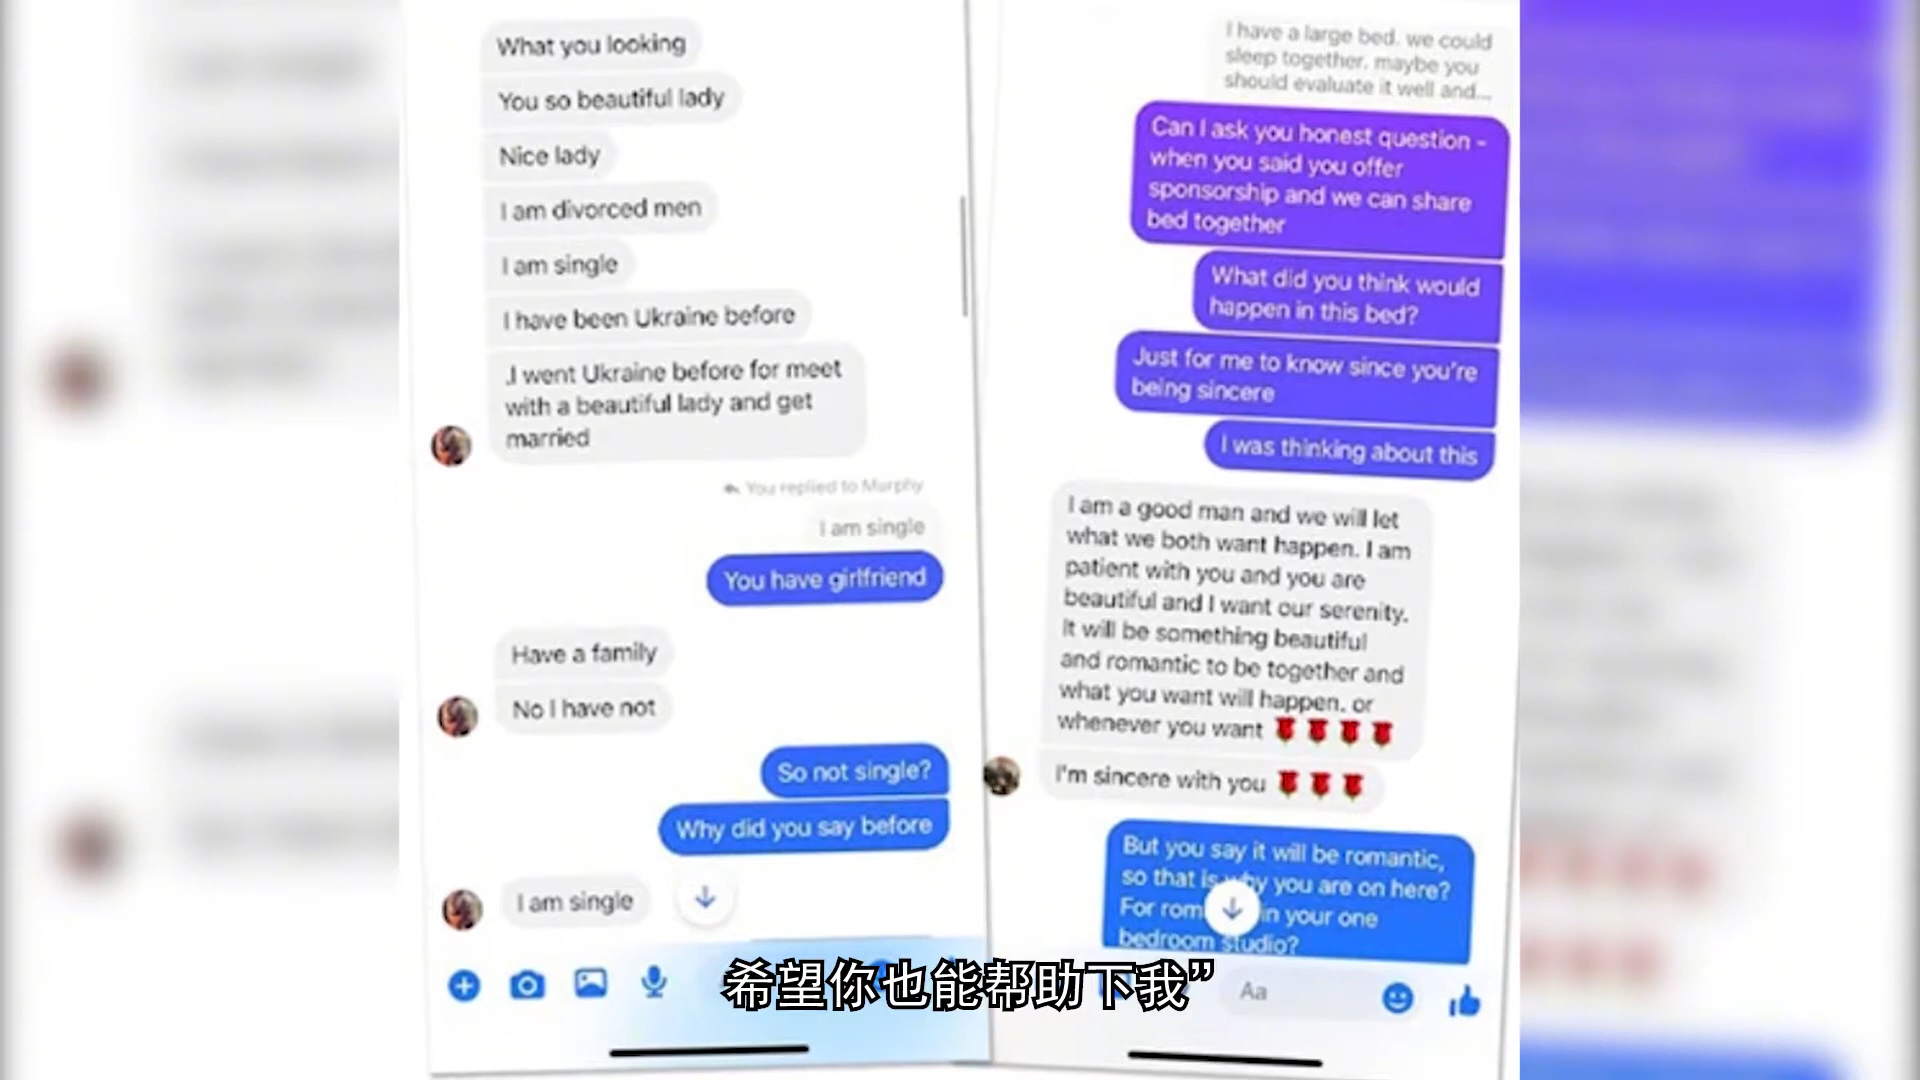 What you looking
You so beautiful lady
Nice lady
I am divorced men
I am single
I have been Ukraine before
.I went Ukraine before for meet
with a beautiful lady and get
married
You replied to Murphy
I am single
You have girlfriend
Have a family
No I have not
So not single?
Why did you say before
I am single
I have a large bed. we could
sleep together. maybe you
should evaluate it well and...
Can I ask you honest question -
when you said you offer
sponsorship and we can share
bed together
What did you think would
happen in this bed?
Just for me to know since you're
being sincere
I was thinking about this
I am a good man and we will let
what we both want happen. I am
patient with you and you are
beautiful and I want our serenity.
It will be something beautiful
and romantic to be together and
what you want will happen. or
whenever you want 🌹🌹🌹🌹
I'm sincere with you 🌹🌹🌹
But you say it will be romantic,
so that is why you are on here?
For rom in your one
bedroom studio?
Aa
希望你也能帮助下我”